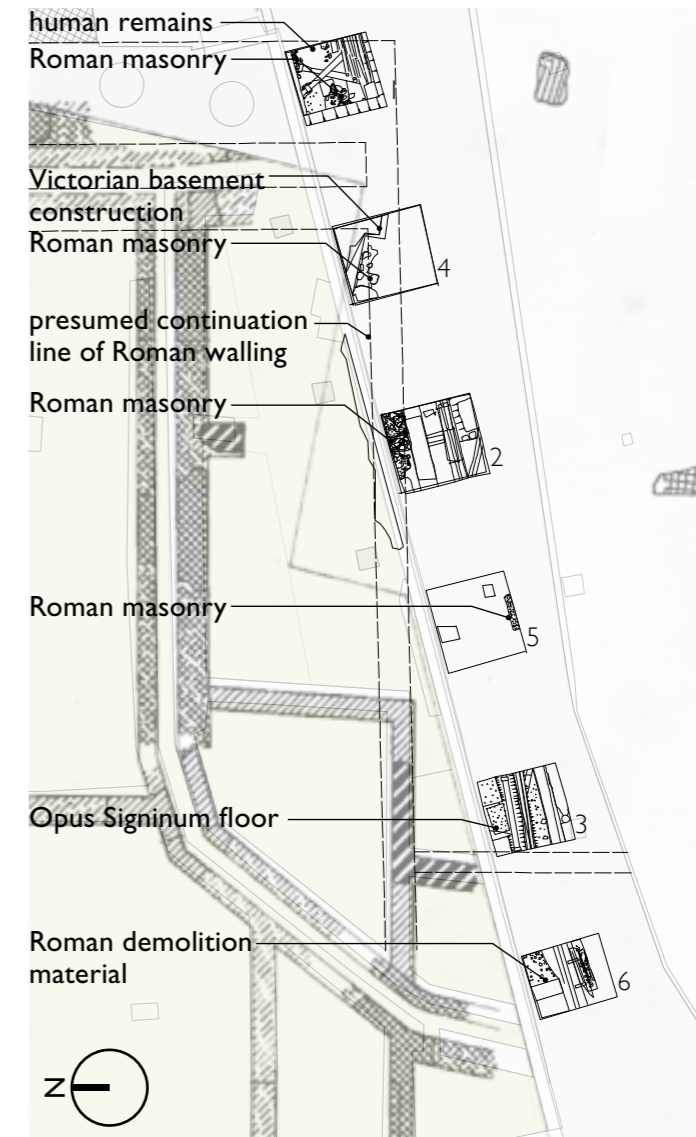 human remains
Roman masonry
Victorian basement
construction
Roman masonry
4
presumed continuation
line of Roman walling
Roman masonry
2
Roman masonry
5
Opus Signinum floor
3
Roman demolition
material
6
N